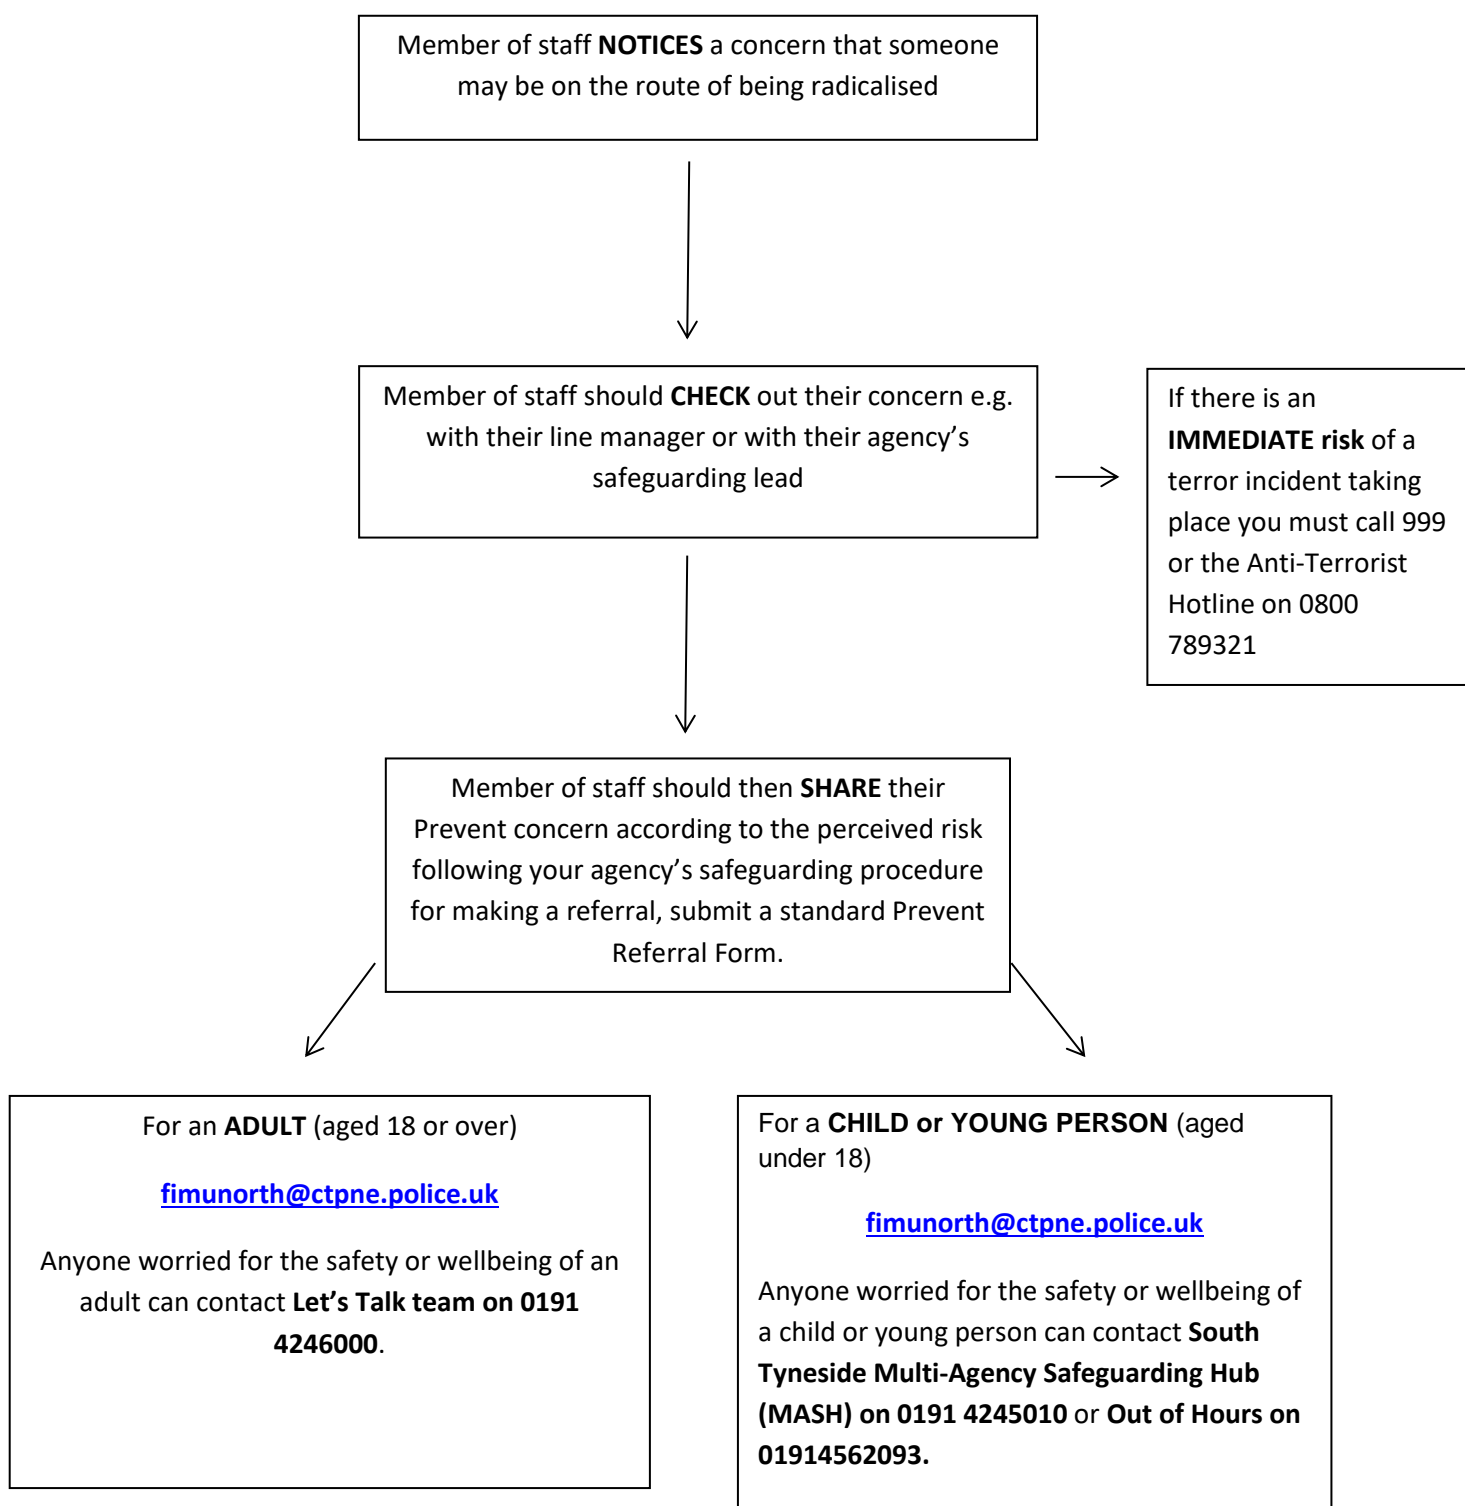 Member of staff NOTICES a concern that someone
may be on the route of being radicalised
Member of staff should CHECK out their concern e.g.
with their line manager or with their agency’s
safeguarding lead
If there is an
IMMEDIATE risk of a
terror incident taking
place you must call 999
or the Anti-Terrorist
Hotline on 0800
789321
Member of staff should then SHARE their
Prevent concern according to the perceived risk
following your agency’s safeguarding procedure
for making a referral, submit a standard Prevent
Referral Form.
For an ADULT (aged 18 or over)
fimunorth@ctpne.police.uk
Anyone worried for the safety or wellbeing of an
adult can contact Let’s Talk team on 0191
4246000.
For a CHILD or YOUNG PERSON (aged
under 18)
fimunorth@ctpne.police.uk
Anyone worried for the safety or wellbeing of
a child or young person can contact South
Tyneside Multi-Agency Safeguarding Hub
(MASH) on 0191 4245010 or Out of Hours on
01914562093.